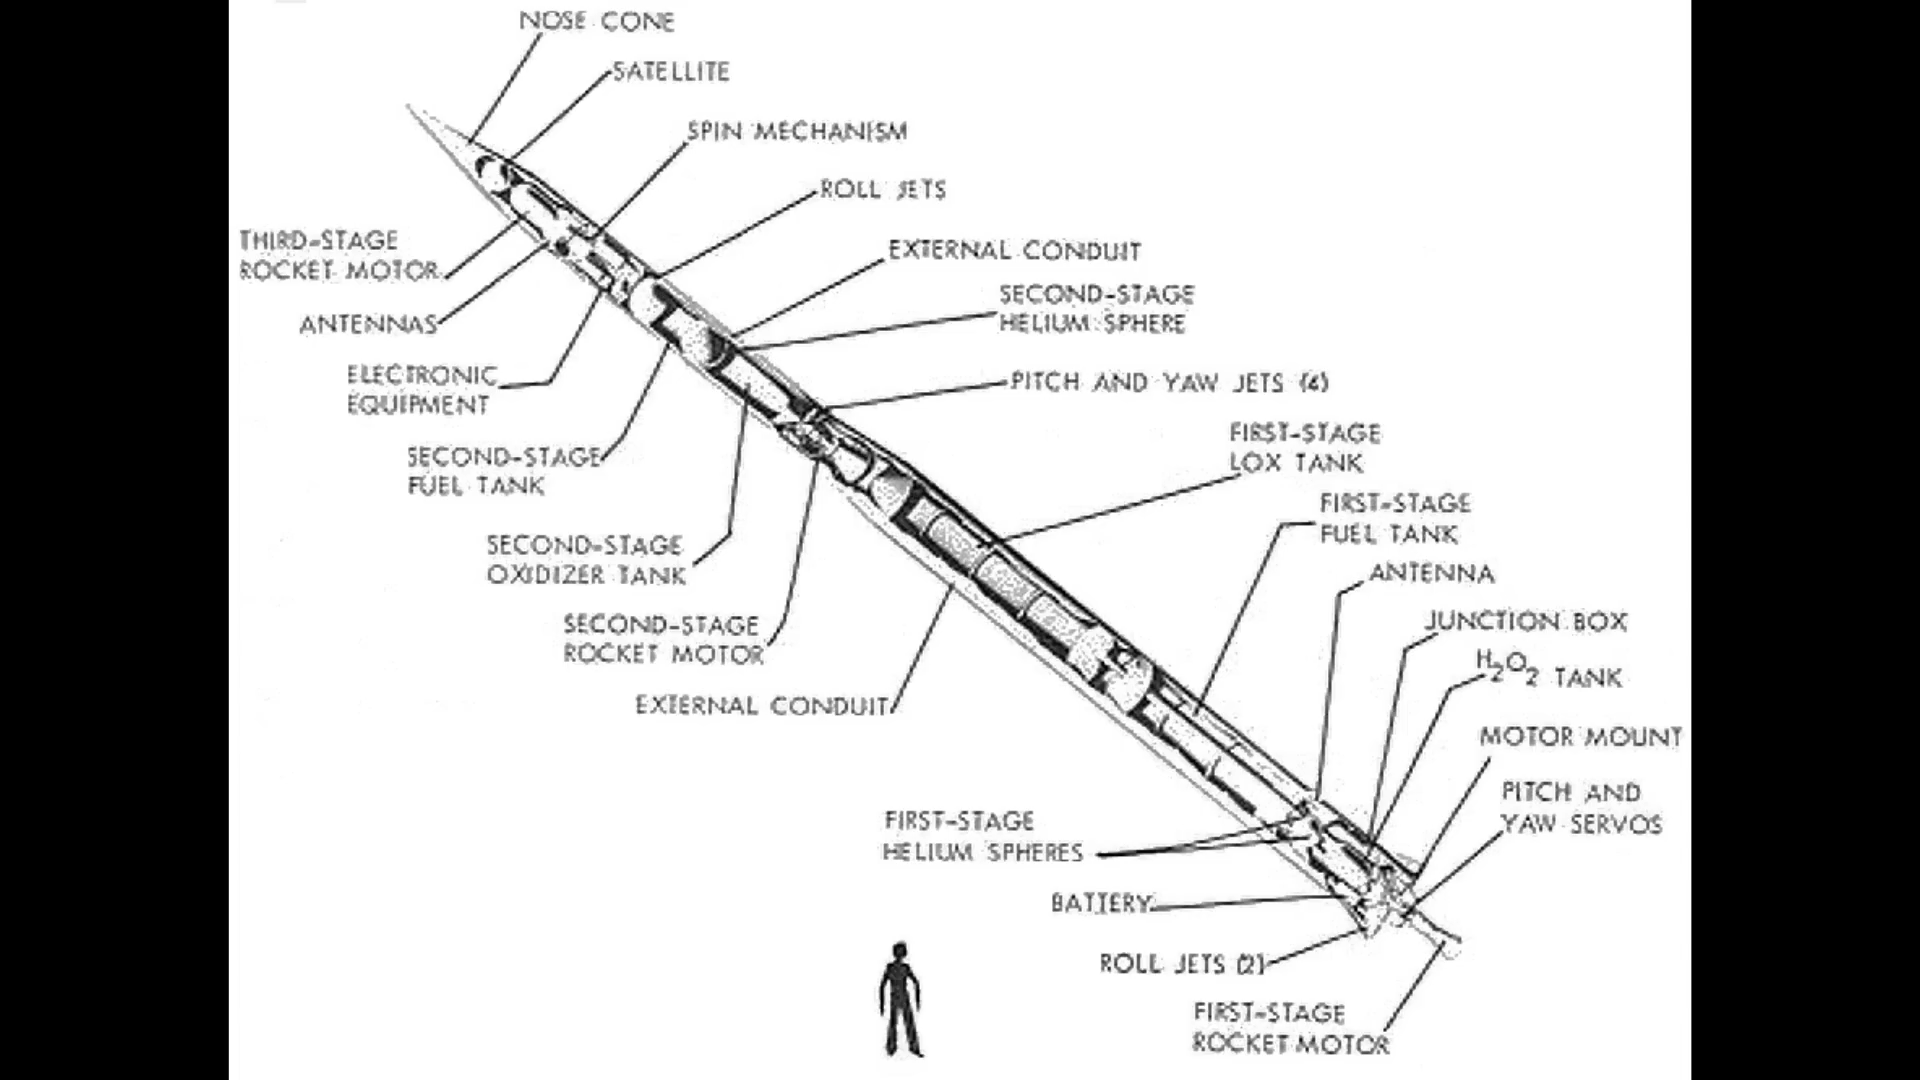 NOSE CONE
SATELLITE
SPIN MECHANISM
ROLL JETS
EXTERNAL CONDUIT
SECOND-STAGE
HELIUM SPHERE
PITCH AND YAW JETS (4)
FIRST-STAGE
LOX TANK
FIRST-STAGE
FUEL TANK
ANTENNA
JUNCTION BOX
H2O2 TANK
MOTOR MOUNT
PITCH AND
YAW SERVOS
THIRD-STAGE
ROCKET MOTOR
ANTENNAS
ELECTRONIC
EQUIPMENT
SECOND-STAGE
FUEL TANK
SECOND-STAGE
OXIDIZER TANK
SECOND-STAGE
ROCKET MOTOR
EXTERNAL CONDUIT
FIRST-STAGE
HELIUM SPHERES
BATTERY
ROLL JETS (2)
FIRST-STAGE
ROCKET MOTOR